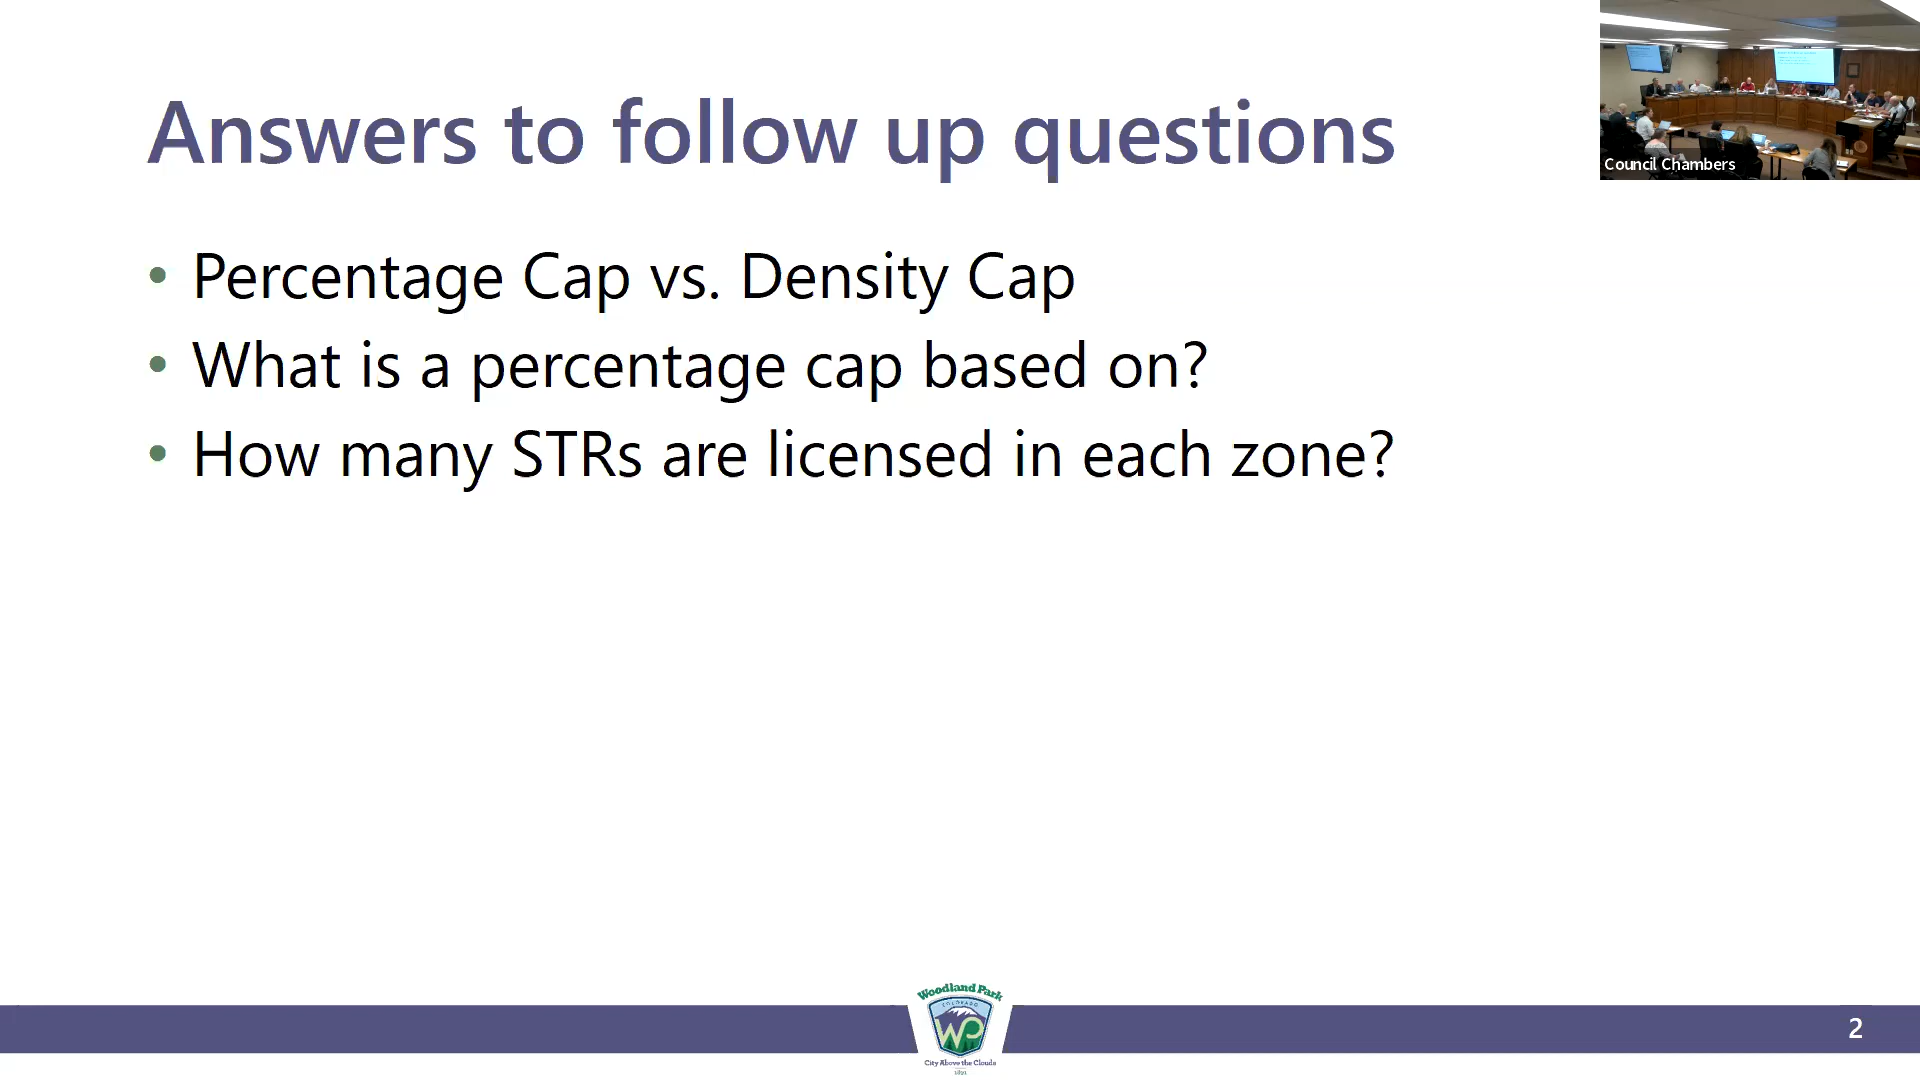 Answers to follow up questions
Council Chambers
• Percentage Cap vs. Density Cap
• What is a percentage cap based on?
• How many STRs are licensed in each zone?
Woodland Park
COLORADO
WP
City Above the Clouds
1891
2